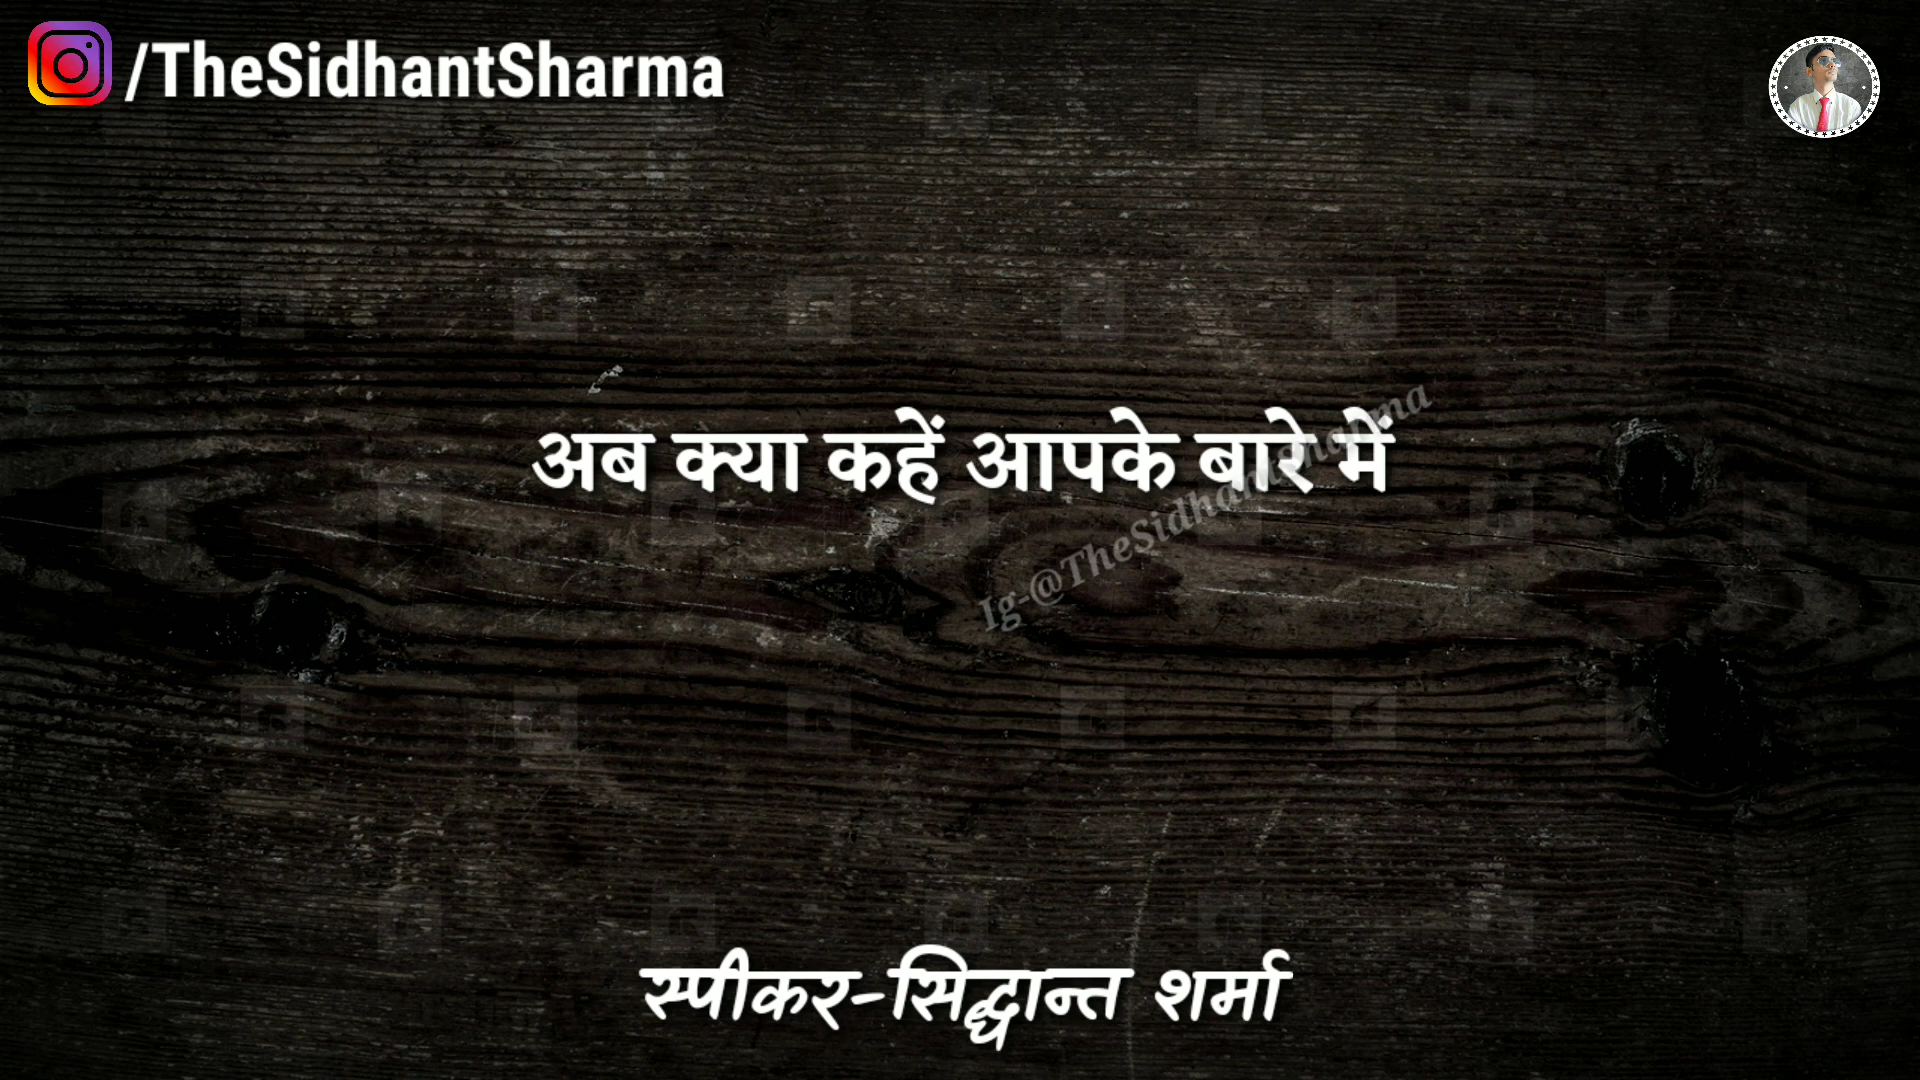 /TheSidhantSharma
अब क्या कहें आपके बारे में
Ig-@TheSidhantSharma
स्पीकर-सिद्धान्त शर्मा